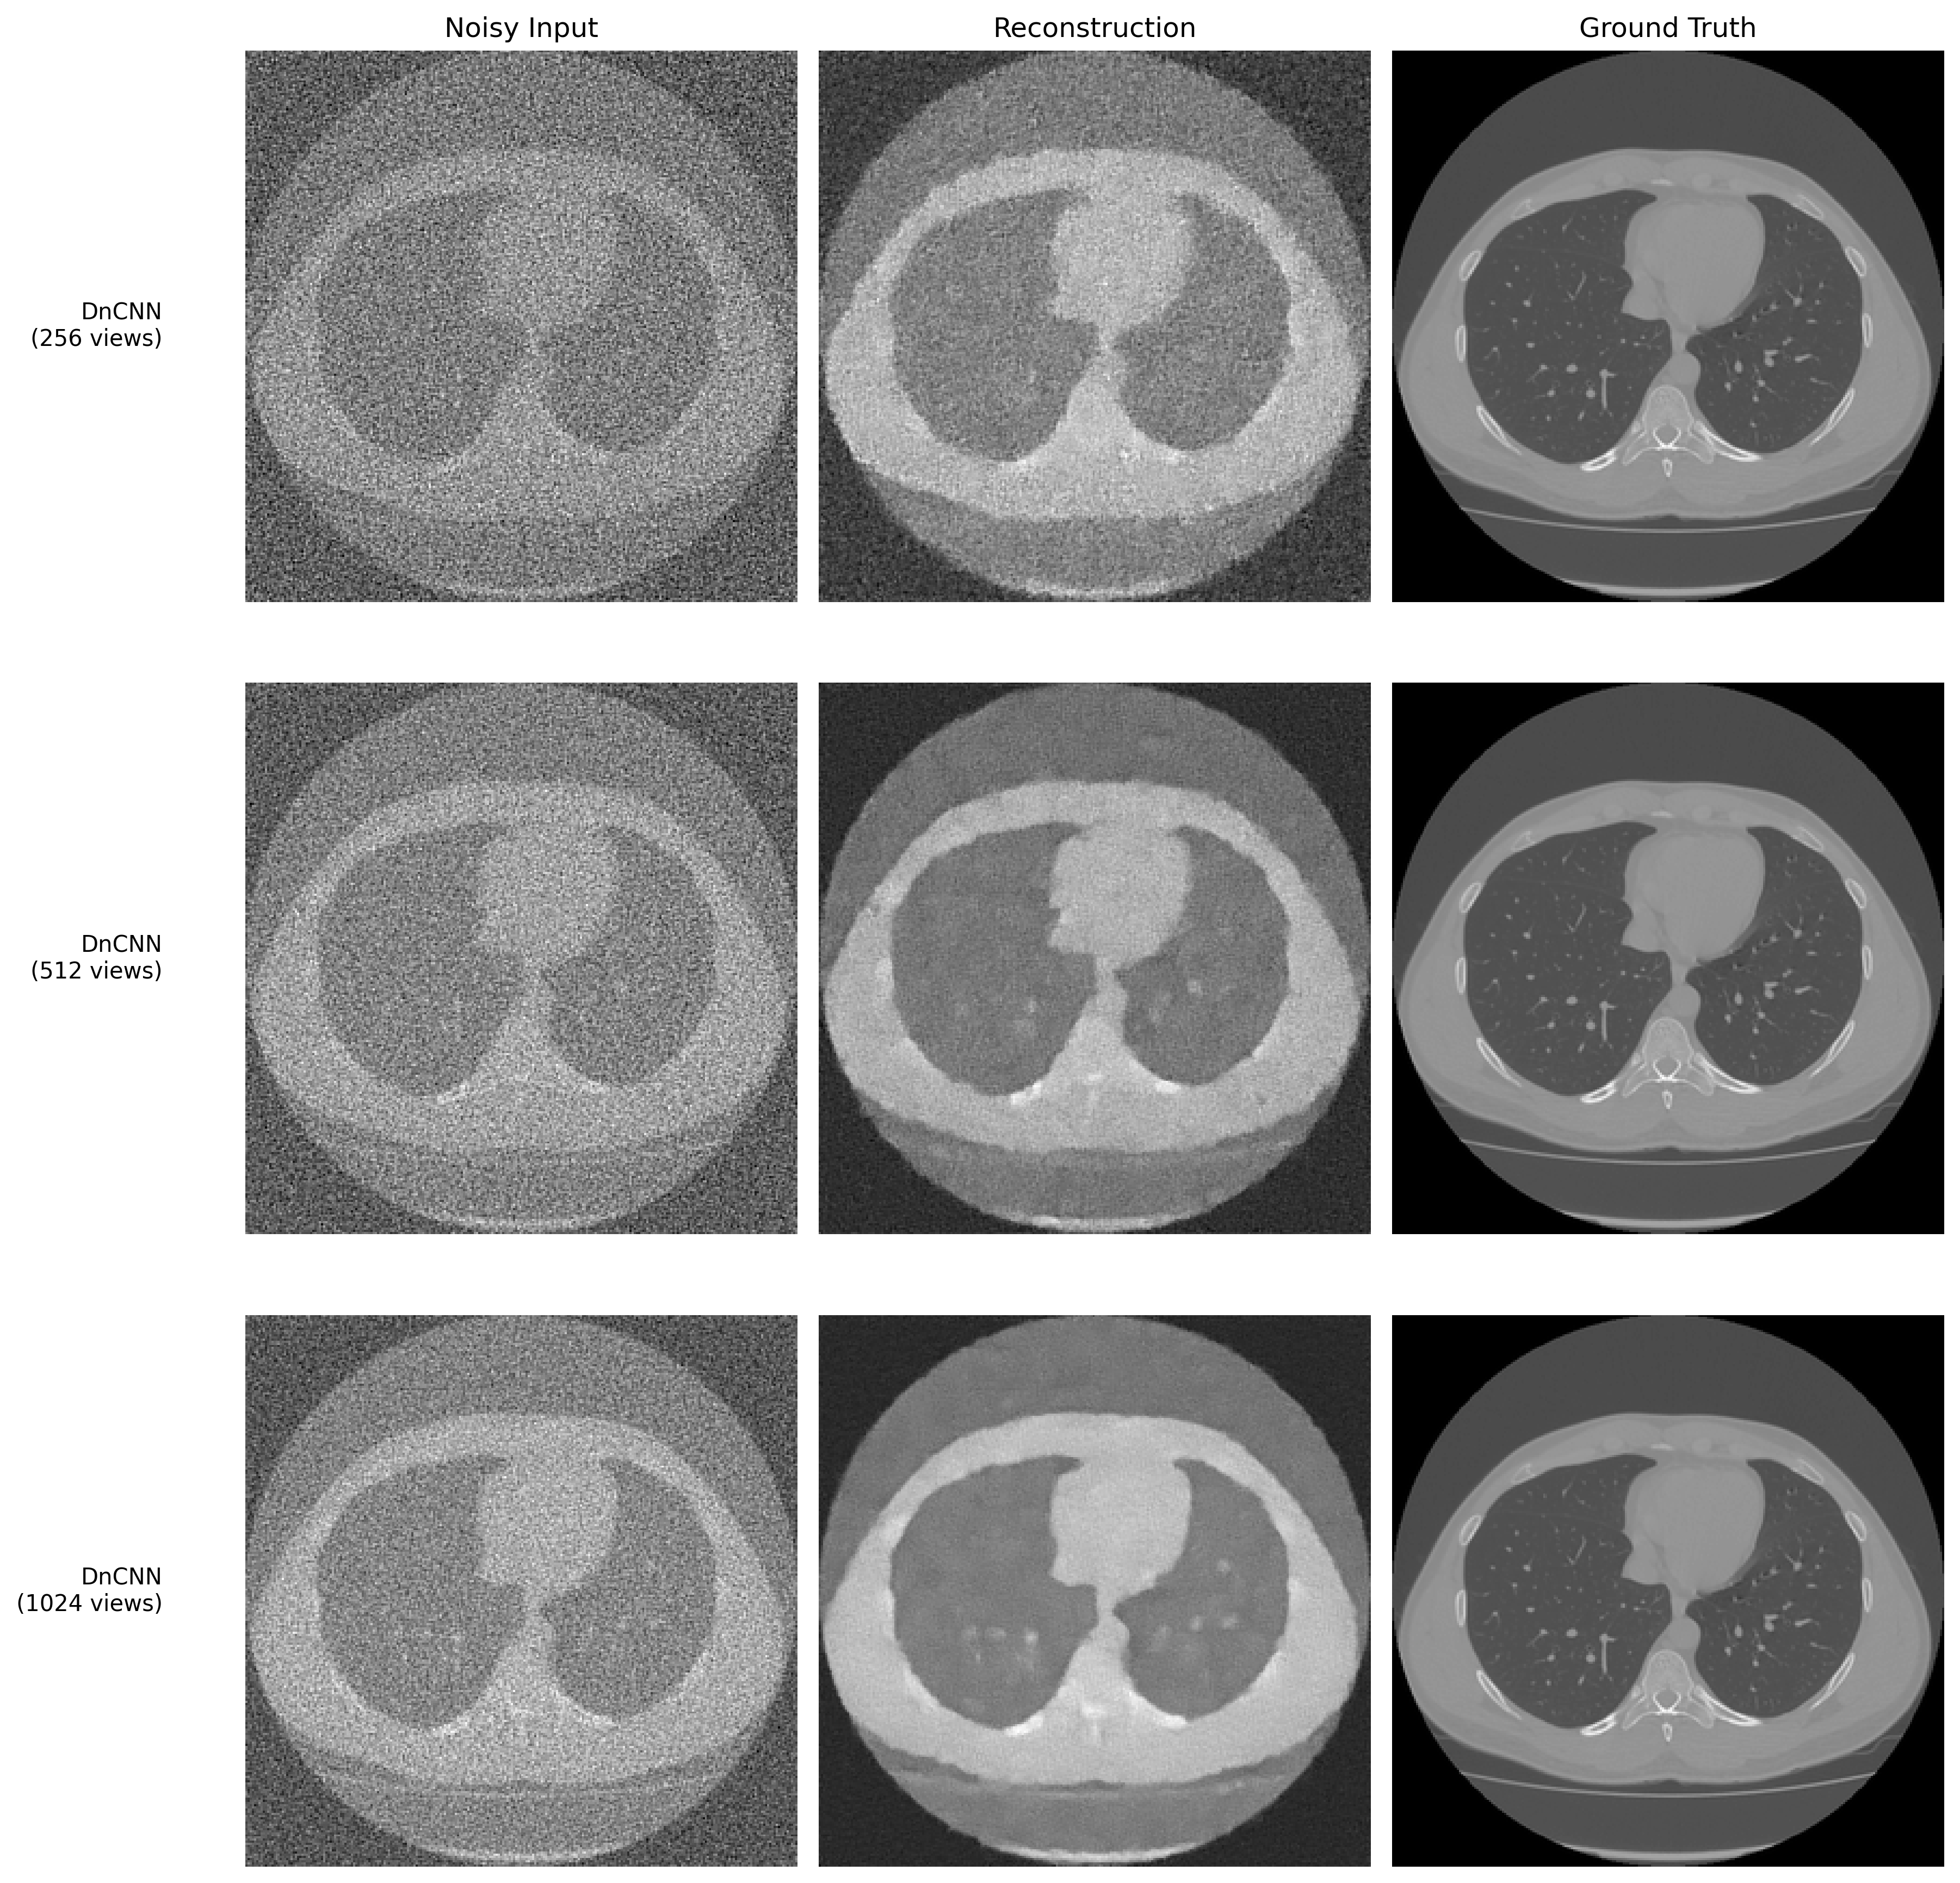 Noisy Input
Reconstruction
Ground Truth
DnCNN
(256 views)
DnCNN
(512 views)
DnCNN
(1024 views)